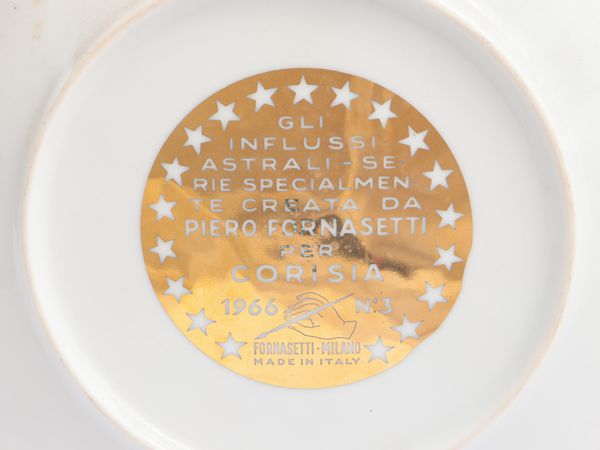 GLI
INFLUSSI
ASTRALI-SE-
RIE SPECIALMEN
TE CREATA DA
PIERO FORNASETTI
PER
CORISIA
1966 N°3
FORNASETTI·MILANO
MADE IN ITALY